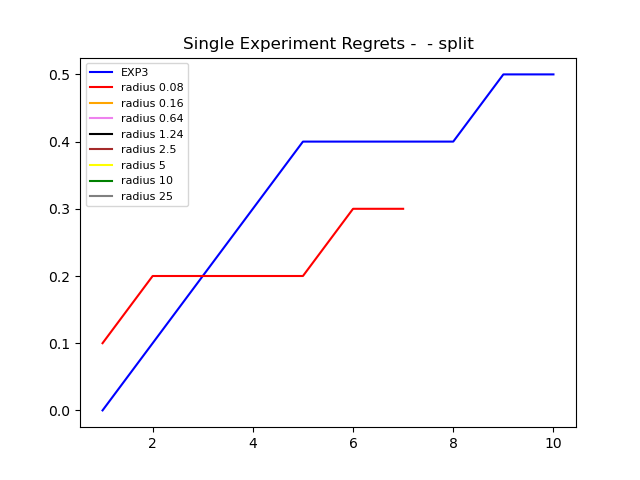 Single Experiment Regrets -  - split
EXP3
radius 0.08
radius 0.16
radius 0.64
radius 1.24
radius 2.5
radius 5
radius 10
radius 25
0.5
0.4
0.3
0.2
0.1
0.0
2 4 6 8 10